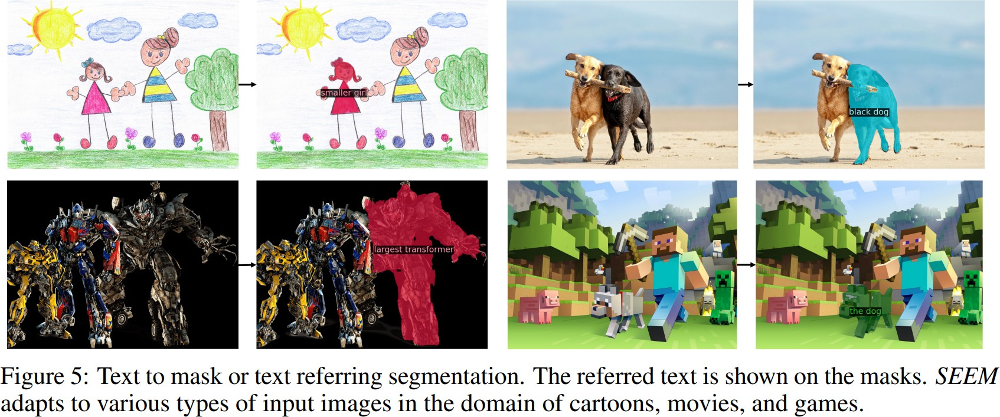 smaller girl
black dog
largest transformer
the dog
Figure 5: Text to mask or text referring segmentation. The referred text is shown on the masks. SEEM
adapts to various types of input images in the domain of cartoons, movies, and games.